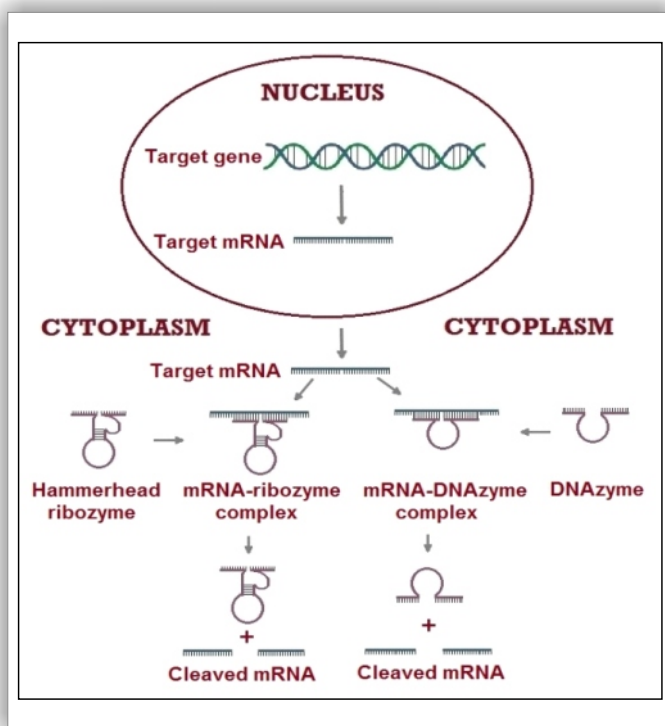 NUCLEUS
Target gene
Target mRNA
CYTOPLASM
CYTOPLASM
Target mRNA
Hammerhead
ribozyme
mRNA-ribozyme
complex
mRNA-DNAzyme
complex
DNAzyme
+
Cleaved mRNA
+
Cleaved mRNA